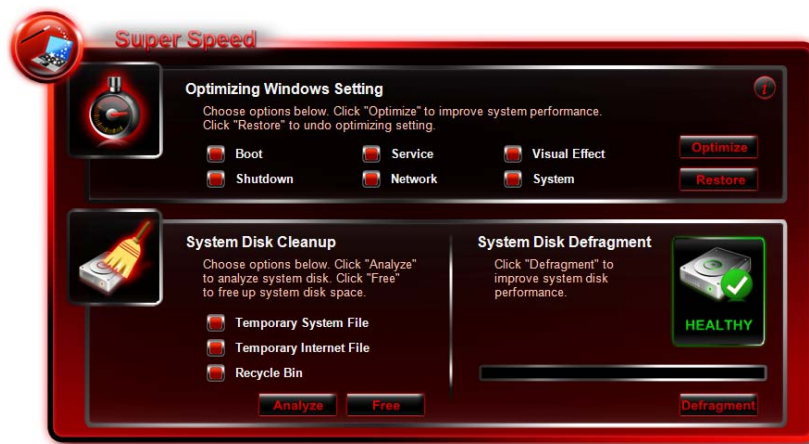 Super Speed
Optimizing Windows Setting
Choose options below. Click "Optimize" to improve system performance.
Click "Restore" to undo optimizing setting.
Boot
Service
Visual Effect
Optimize
Shutdown
Network
System
Restore
System Disk Cleanup
Choose options below. Click "Analyze"
to analyze system disk. Click "Free"
to free up system disk space.
Temporary System File
Temporary Internet File
Recycle Bin
Analyze
Free
System Disk Defragment
Click "Defragment" to
improve system disk
performance.
HEALTHY
Defragment